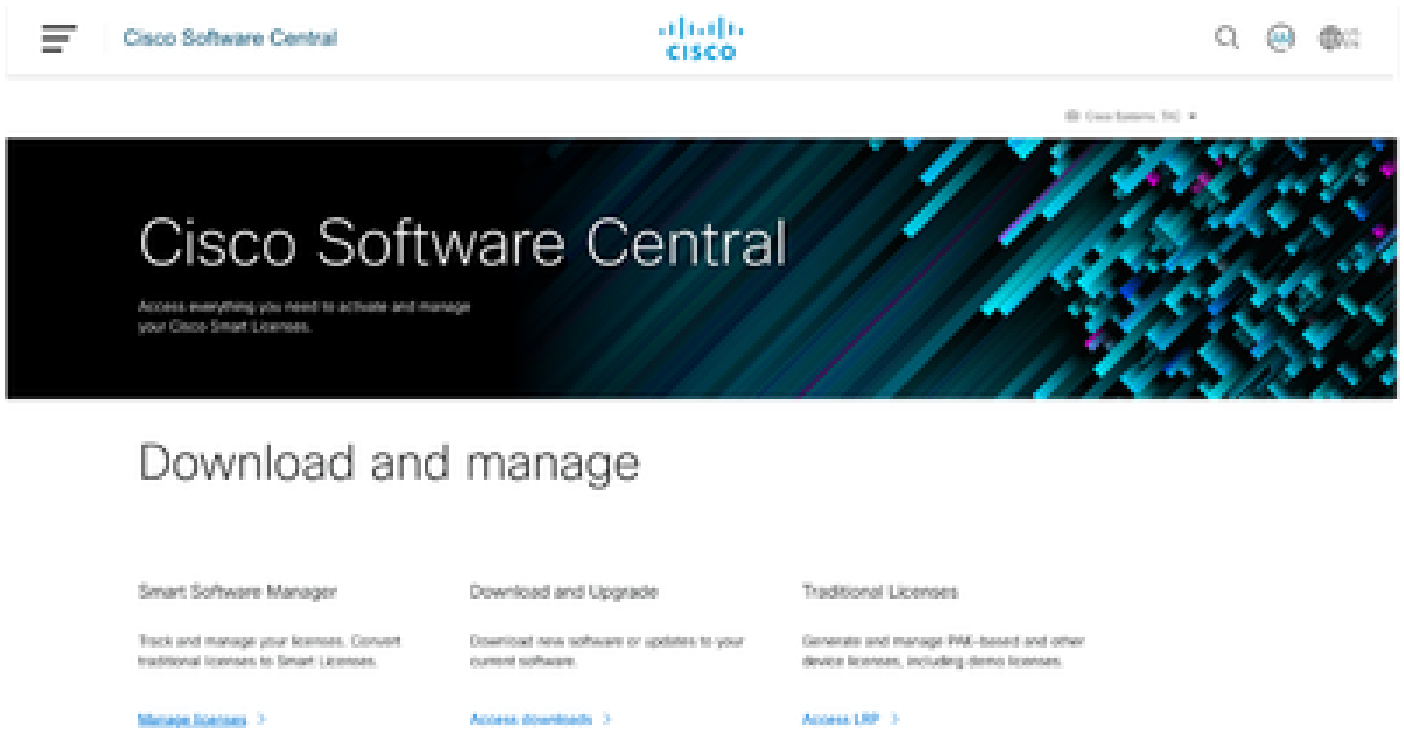 Cisco Software Central
CISCO
Cisco Systems, TAC
Cisco Software Central
Access everything you need to activate and manage
your Cisco Smart Licenses.
Download and manage
Smart Software Manager
Track and manage your licenses. Convert
traditional licenses to Smart Licenses.
Manage licenses
Download and Upgrade
Download new software or updates to your
current software.
Access downloads
Traditional Licenses
Generate and manage PAK-based and other
device licenses, including demo licenses.
Access LRP